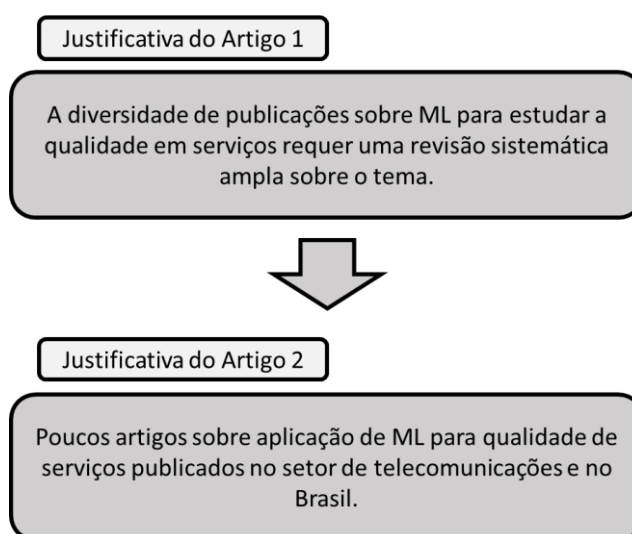 Justificativa do Artigo 1
A diversidade de publicações sobre ML para estudar a
qualidade em serviços requer uma revisão sistemática
ampla sobre o tema.
Justificativa do Artigo 2
Poucos artigos sobre aplicação de ML para qualidade de
serviços publicados no setor de telecomunicações e no
Brasil.